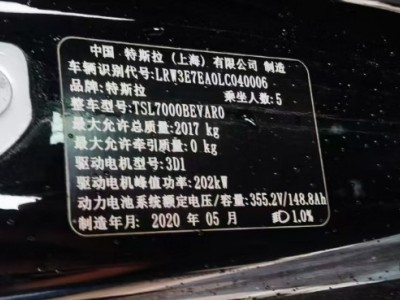 中国 特斯拉（上海）有限公司 制造
车辆识别代号:LRW3E7EA0LC040006
品牌:特斯拉 乘坐人数:5
整车型号:TSL7000BEVAR0
最大允许总质量:2017 kg
最大允许牵引质量:0 kg
驱动电机型号:3D1
驱动电机峰值功率:202kW
动力电池系统额定电压/容量:355.2V/148.8Ah
制造年月:2020 年 05 月 1.0%